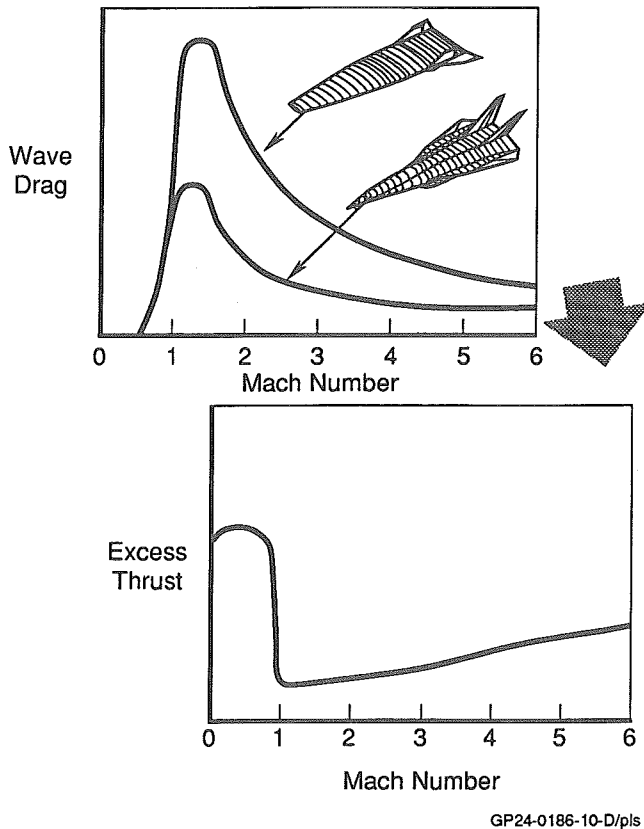 Wave
Drag
0 1 2 3 4 5 6
Mach Number
Excess
Thrust
0 1 2 3 4 5 6
Mach Number
GP24-0186-10-D/pls